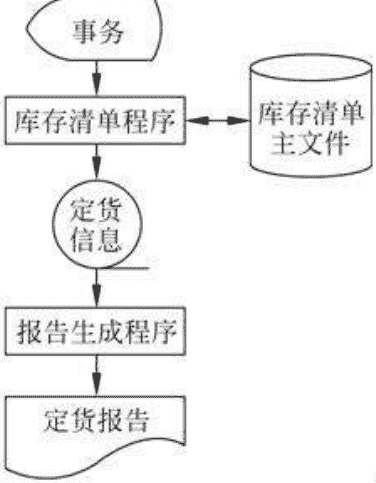 事务
库存清单程序
库存清单
主文件
定货
信息
报告生成程序
定货报告